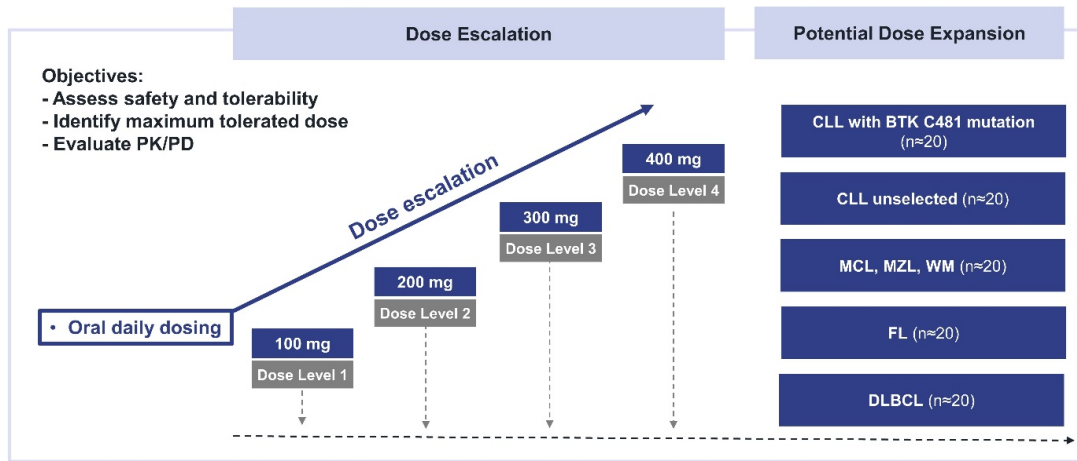 Dose Escalation
Potential Dose Expansion
Objectives:
- Assess safety and tolerability
- Identify maximum tolerated dose
- Evaluate PK/PD
Dose escalation
• Oral daily dosing
100 mg
Dose Level 1
200 mg
Dose Level 2
300 mg
Dose Level 3
400 mg
Dose Level 4
CLL with BTK C481 mutation
(n≈20)
CLL unselected (n≈20)
MCL, MZL, WM (n≈20)
FL (n≈20)
DLBCL (n≈20)